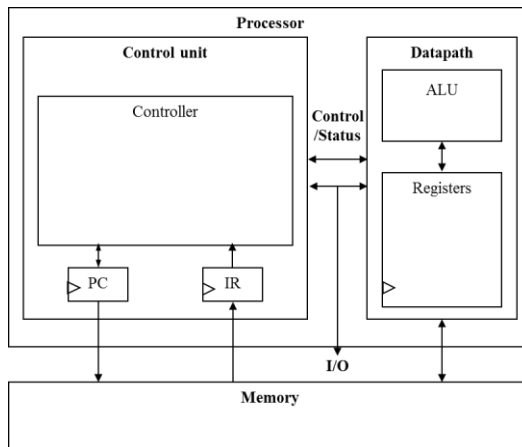 Processor
Control unit
Datapath
Controller
Control
/Status
ALU
Registers
PC
IR
I/O
Memory